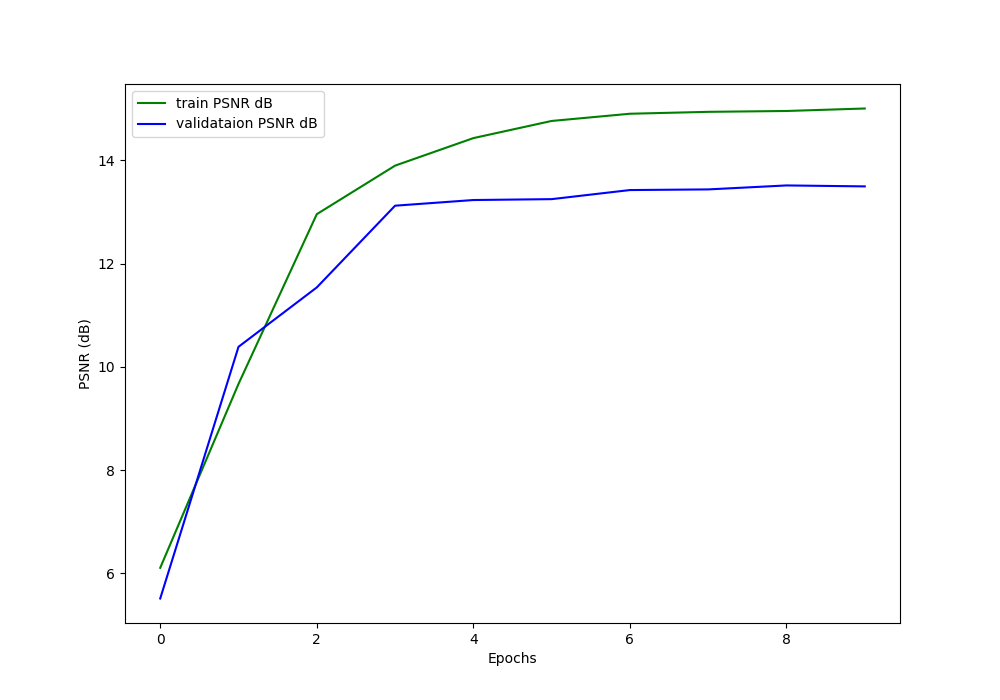 train PSNR dB
validataion PSNR dB
14
12
10
8
6
PSNR (dB)
0 2 4 6 8
Epochs